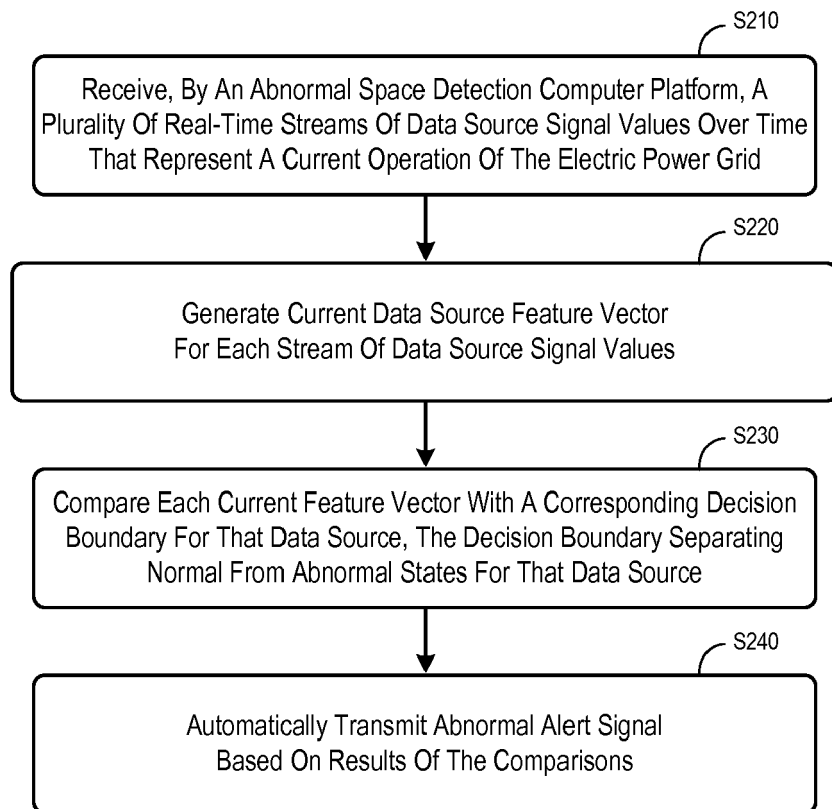 S210
Receive, By An Abnormal Space Detection Computer Platform, A
Plurality Of Real-Time Streams Of Data Source Signal Values Over Time
That Represent A Current Operation Of The Electric Power Grid
S220
Generate Current Data Source Feature Vector
For Each Stream Of Data Source Signal Values
S230
Compare Each Current Feature Vector With A Corresponding Decision
Boundary For That Data Source, The Decision Boundary Separating
Normal From Abnormal States For That Data Source
S240
Automatically Transmit Abnormal Alert Signal
Based On Results Of The Comparisons